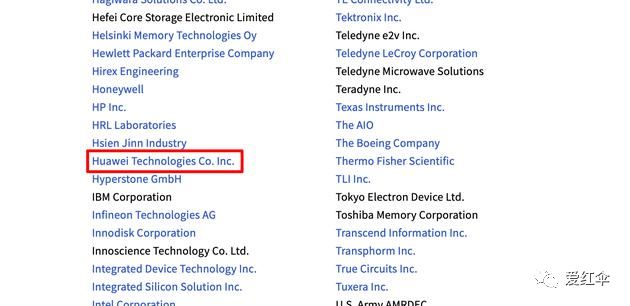 Hagiwara Solutions Co. Ltd.
Hefei Core Storage Electronic Limited
Helsinki Memory Technologies Oy
Hewlett Packard Enterprise Company
Hirex Engineering
Honeywell
HP Inc.
HRL Laboratories
Hsien Jinn Industry
Huawei Technologies Co. Inc.
Hyperstone GmbH
IBM Corporation
Infineon Technologies AG
Innodisk Corporation
Innoscience Technology Co. Ltd.
Integrated Device Technology Inc.
Integrated Silicon Solution Inc.
Intel Corporation
TE Connectivity Ltd.
Tektronix Inc.
Teledyne e2v Inc.
Teledyne LeCroy Corporation
Teledyne Microwave Solutions
Teradyne Inc.
Texas Instruments Inc.
The AIO
The Boeing Company
Thermo Fisher Scientific
TLI Inc.
Tokyo Electron Device Ltd.
Toshiba Memory Corporation
Transcend Information Inc.
Transphorm Inc.
True Circuits Inc.
Tuxera Inc.
U.S. Army AMRDEC
爱红伞